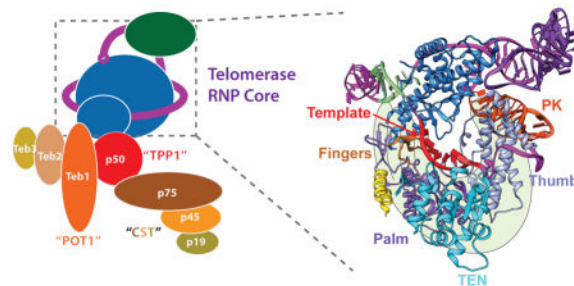 Telomerase
RNP Core
Teb3
Teb2
Teb1
p50
"TPP1"
p75
p45
p19
"CST"
"POT1"
PK
Template
Fingers
Thumb
Palm
TEN